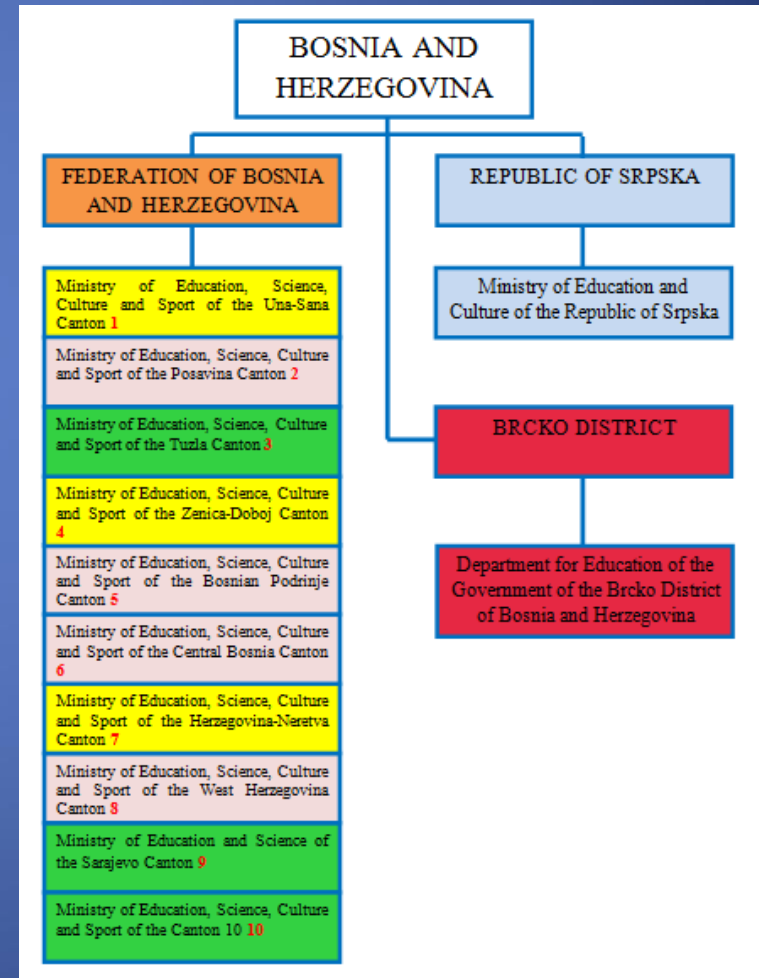 BOSNIA AND
HERZEGOVINA
FEDERATION OF BOSNIA
AND HERZEGOVINA
Ministry of Education, Science,
Culture and Sport of the Una-Sana
Canton 1
Ministry of Education, Science, Culture
and Sport of the Posavina Canton 2
Ministry of Education, Science, Culture
and Sport of the Tuzla Canton 3
Ministry of Education, Science, Culture
and Sport of the Zenica-Doboj Canton
4
Ministry of Education, Science, Culture
and Sport of the Bosnian Podrinje
Canton 5
Ministry of Education, Science, Culture
and Sport of the Central Bosnia Canton
6
Ministry of Education, Science, Culture
and Sport of the Herzegovina-Neretva
Canton 7
Ministry of Education, Science, Culture
and Sport of the West Herzegovina
Canton 8
Ministry of Education and Science of
the Sarajevo Canton 9
Ministry of Education, Science, Culture
and Sport of the Canton 10 10
REPUBLIC OF SRPSKA
Ministry of Education and
Culture of the Republic of Srpska
BRCKO DISTRICT
Department for Education of the
Government of the Brcko District
of Bosnia and Herzegovina